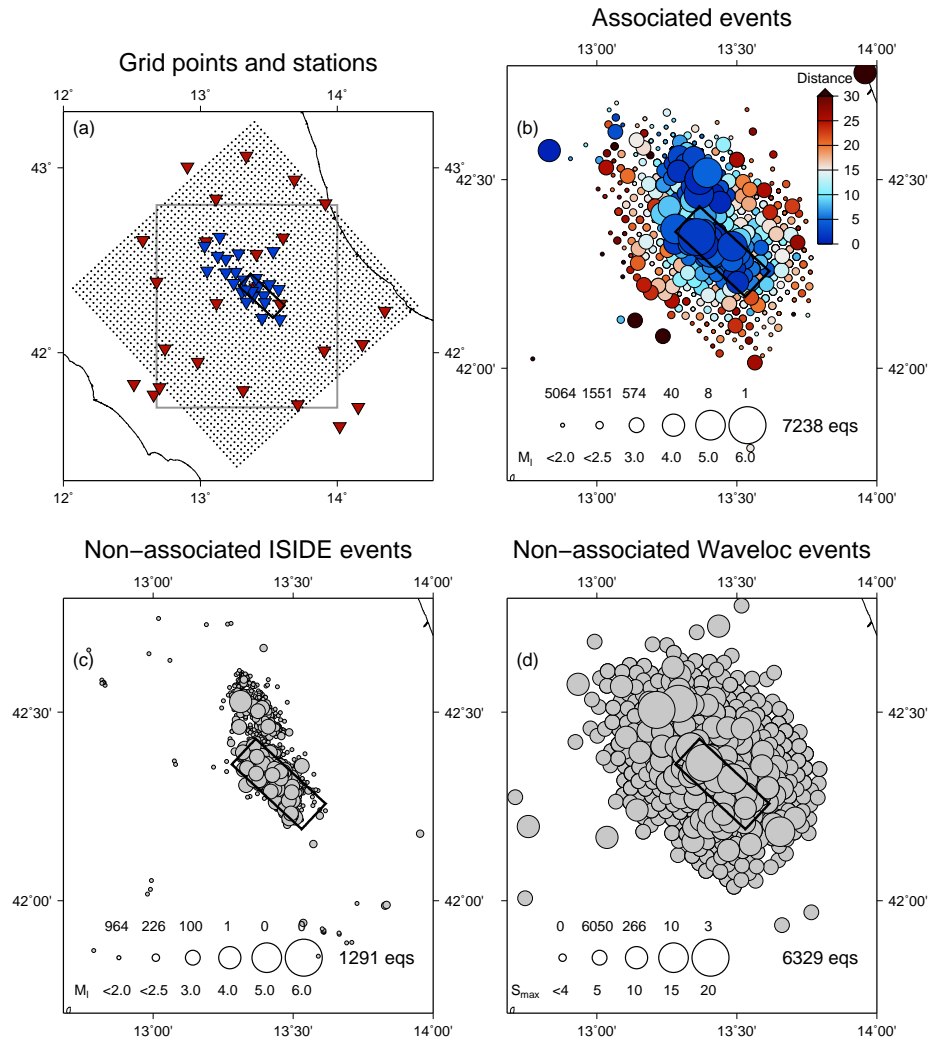 Grid points and stations
12˚ 13˚ 14˚
(a)
43˚ 43˚
42˚ 42˚
12˚ 13˚ 14˚
Associated events
13˚00' 13˚30' 14˚00'
(b)
Distance
30
25
20
15
10
5
0
42˚30' 42˚30'
42˚00' 42˚00'
5064 1551 574 40 8 1
7238 eqs
Ml <2.0 <2.5 3.0 4.0 5.0 6.0
13˚00' 13˚30' 14˚00'
Non−associated ISIDE events
13˚00' 13˚30' 14˚00'
(c)
42˚30' 42˚30'
42˚00' 42˚00'
964 226 100 1 0 0
1291 eqs
Ml <2.0 <2.5 3.0 4.0 5.0 6.0
13˚00' 13˚30' 14˚00'
Non−associated Waveloc events
13˚00' 13˚30' 14˚00'
(d)
42˚30' 42˚30'
42˚00' 42˚00'
0 6050 266 10 3
6329 eqs
Smax <4 5 10 15 20
13˚00' 13˚30' 14˚00'